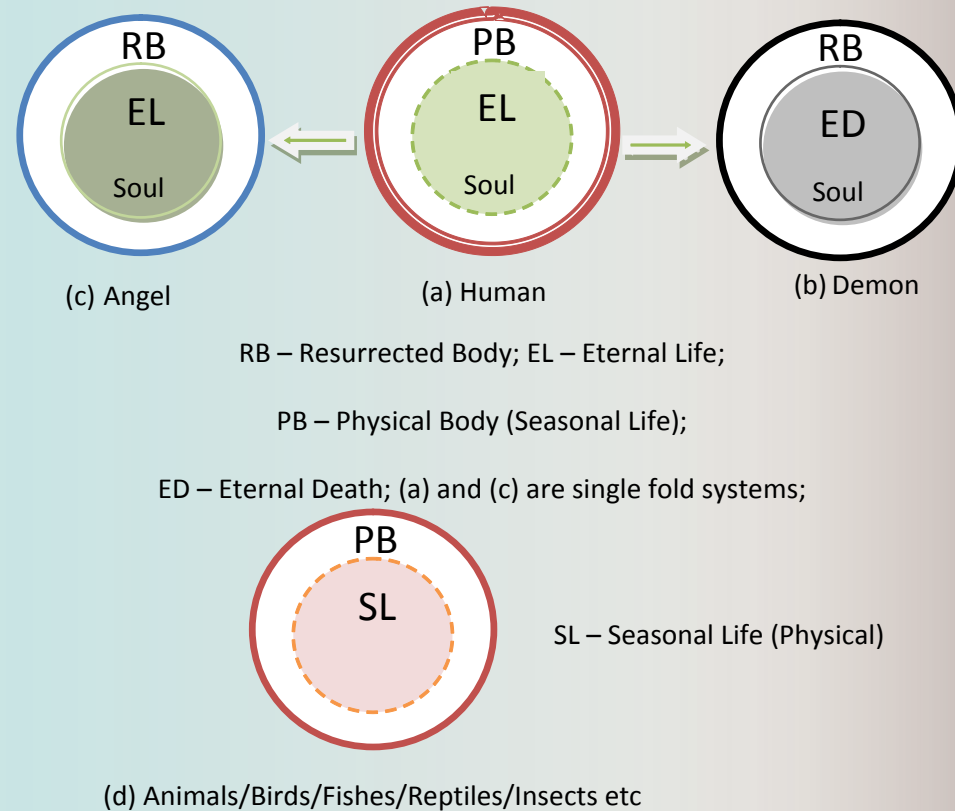 RB
EL
Soul
(c) Angel
PB
EL
Soul
(a) Human
RB
ED
Soul
(b) Demon
RB – Resurrected Body; EL – Eternal Life;
PB – Physical Body (Seasonal Life);
ED – Eternal Death; (a) and (c) are single fold systems;
PB
SL
SL – Seasonal Life (Physical)
(d) Animals/Birds/Fishes/Reptiles/Insects etc